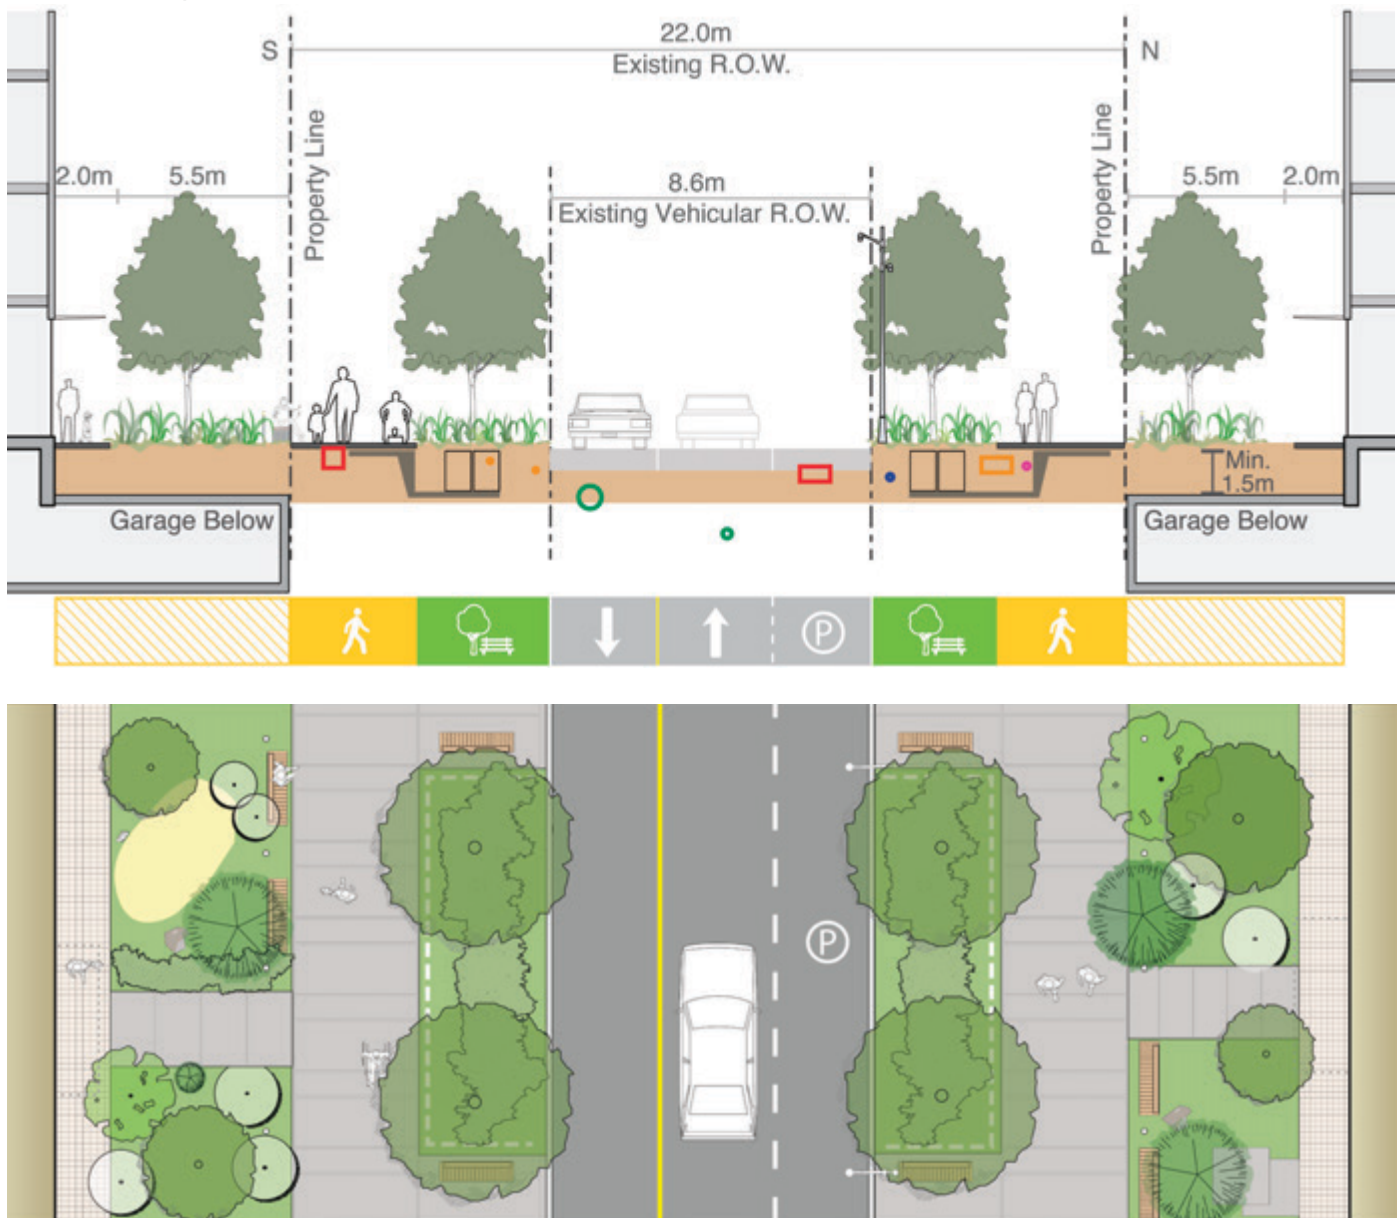 22.0m
S
N
Existing R.O.W.
Property Line
Property Line
2.0m
5.5m
8.6m
5.5m
2.0m
Existing Vehicular R.O.W.
Min.
1.5m
Garage Below
Garage Below
P
P